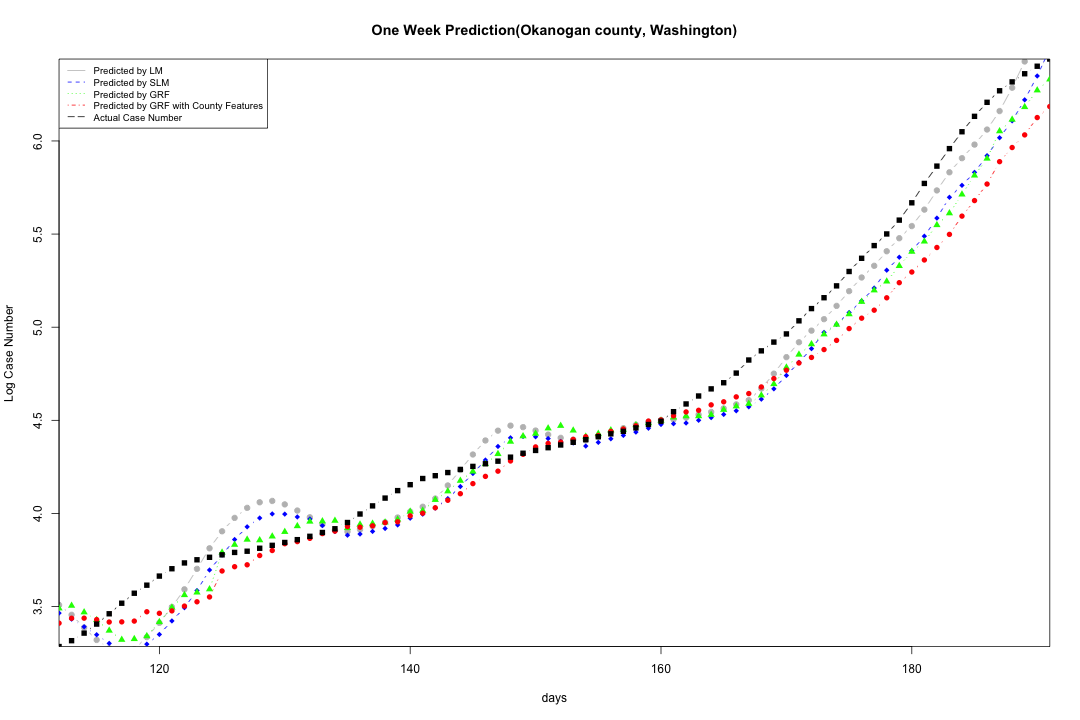 One Week Prediction(Okanogan county, Washington)
Predicted by LM
Predicted by SLM
Predicted by GRF
Predicted by GRF with County Features
Actual Case Number
Log Case Number
6.0
5.5
5.0
4.5
4.0
3.5
120 140 160 180
days